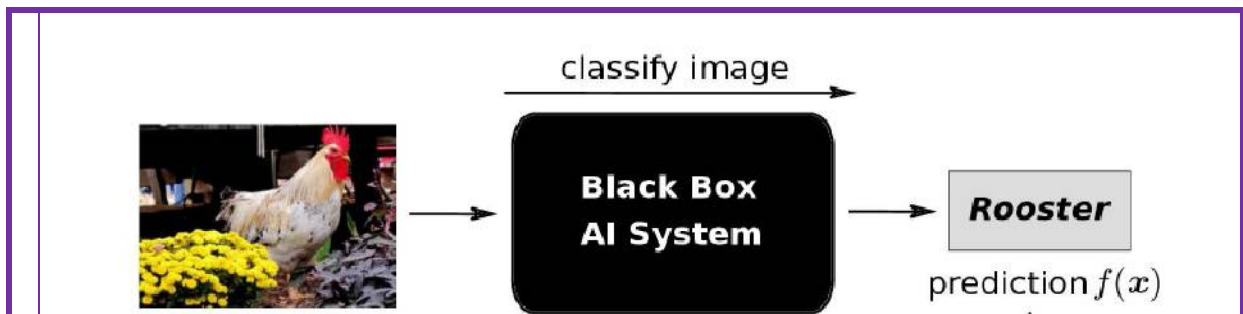 classify image
Black Box
AI System
Rooster
prediction f(x)